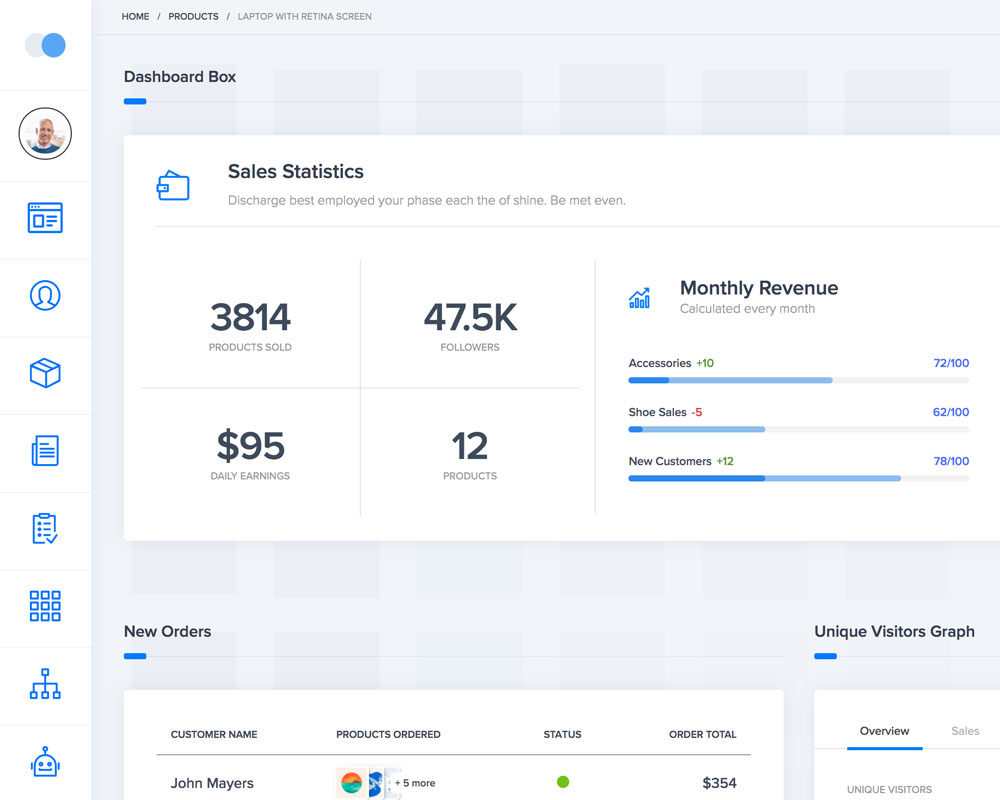 HOME / PRODUCTS / LAPTOP WITH RETINA SCREEN
Dashboard Box
Sales Statistics
Discharge best employed your phase each the of shine. Be met even.
3814
PRODUCTS SOLD
47.5K
FOLLOWERS
$95
DAILY EARNINGS
12
PRODUCTS
Monthly Revenue
Calculated every month
Accessories +10 72/100
Shoe Sales -5 62/100
New Customers +12 78/100
New Orders
CUSTOMER NAME PRODUCTS ORDERED STATUS ORDER TOTAL
John Mayers + 5 more $354
Unique Visitors Graph
Overview Sales
UNIQUE VISITORS